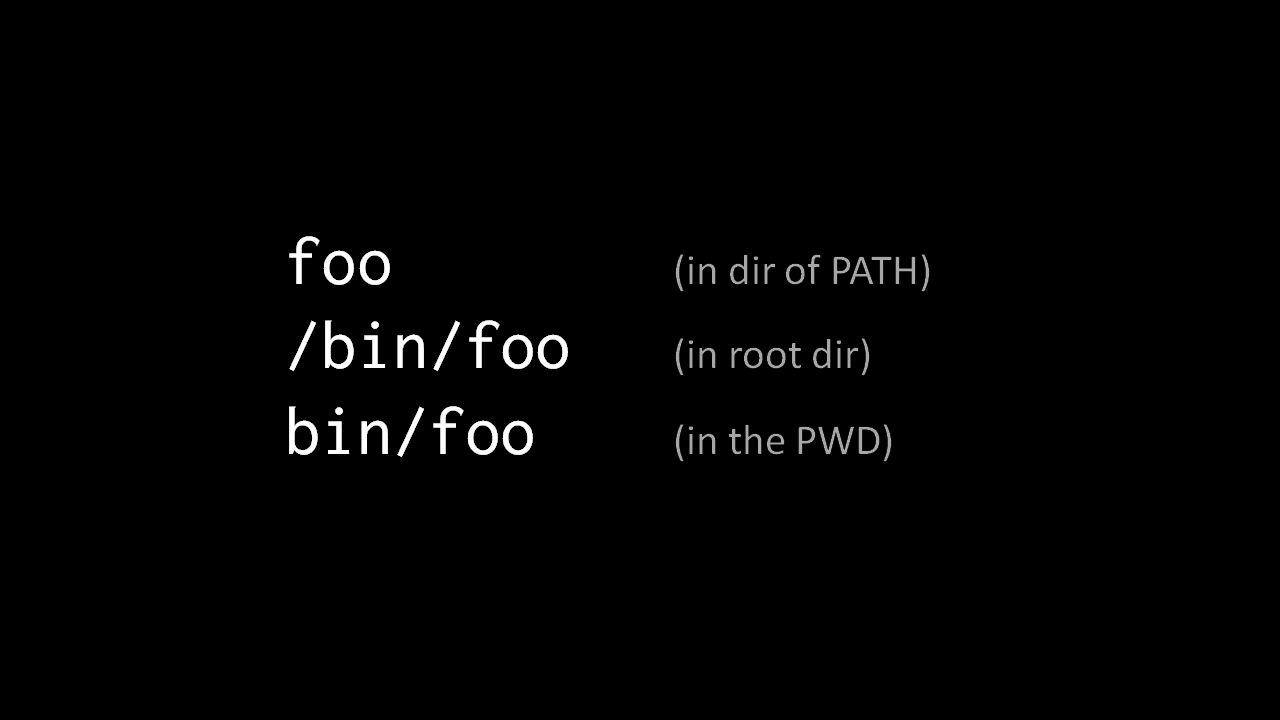 foo (in dir of PATH)
/bin/foo (in root dir)
bin/foo (in the PWD)